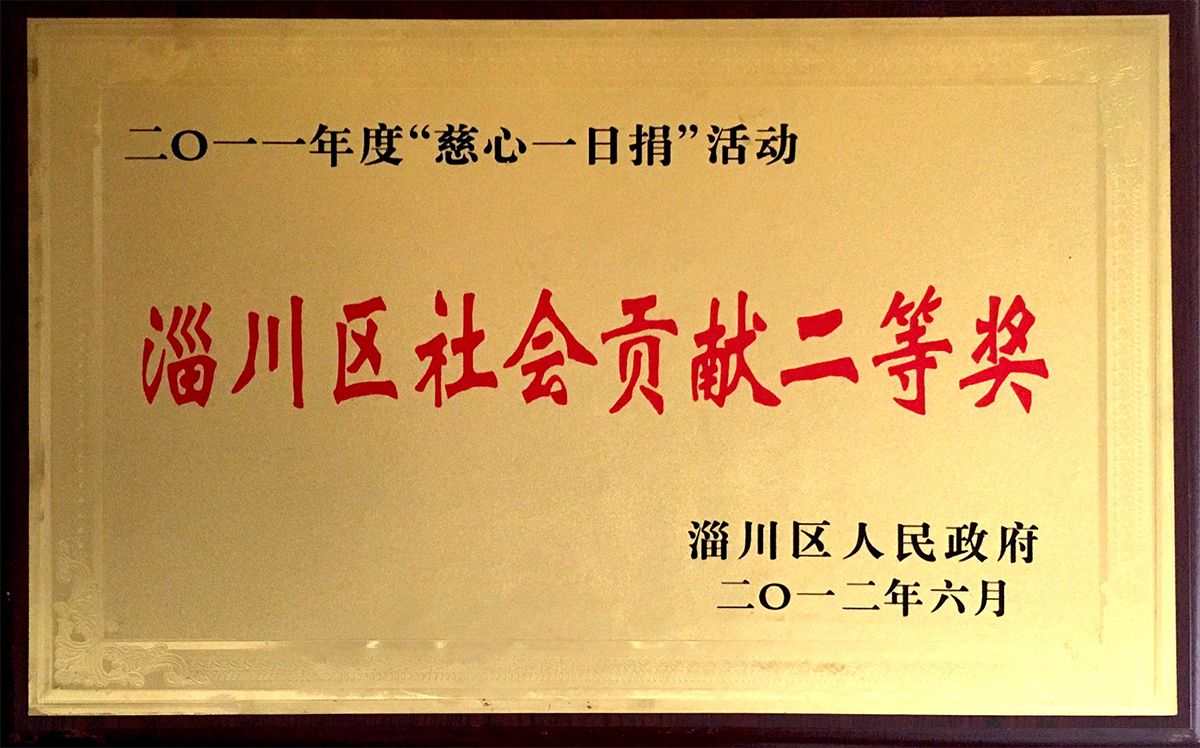 二〇一一年度“慈心一日捐”活动
淄川区社会贡献二等奖
淄川区人民政府
二〇一二年六月